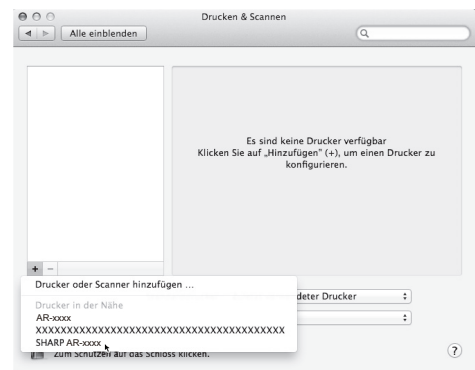 Drucken & Scannen
Alle einblenden
Es sind keine Drucker verfügbar
Klicken Sie auf „Hinzufügen" (+), um einen Drucker zu
konfigurieren.
+ −
Drucker oder Scanner hinzufügen ...
Drucker in der Nähe
deter Drucker
AR-xxxx
XXXXXXXXXXXXXXXXXXXXXXXXXXXXXXXXXXXXXXXX
SHARP AR-xxxx
Zum Schützen auf das Schloss klicken.
?